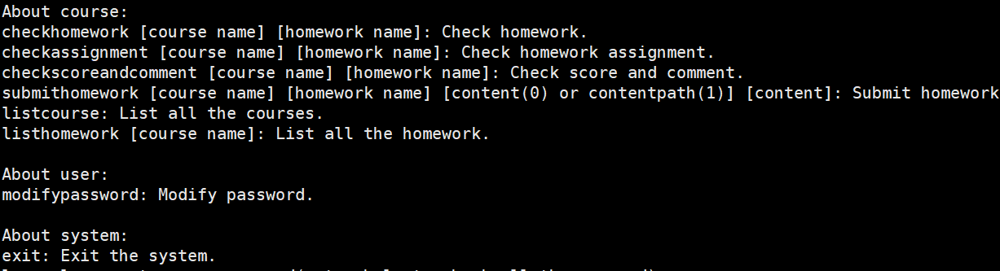 About course:
checkhomework [course name] [homework name]: Check homework.
checkassignment [course name] [homework name]: Check homework assignment.
checkscoreandcomment [course name] [homework name]: Check score and comment.
submithomework [course name] [homework name] [content(0) or contentpath(1)] [content]: Submit homework
listcourse: List all the courses.
listhomework [course name]: List all the homework.
About user:
modifypassword: Modify password.
About system:
exit: Exit the system.